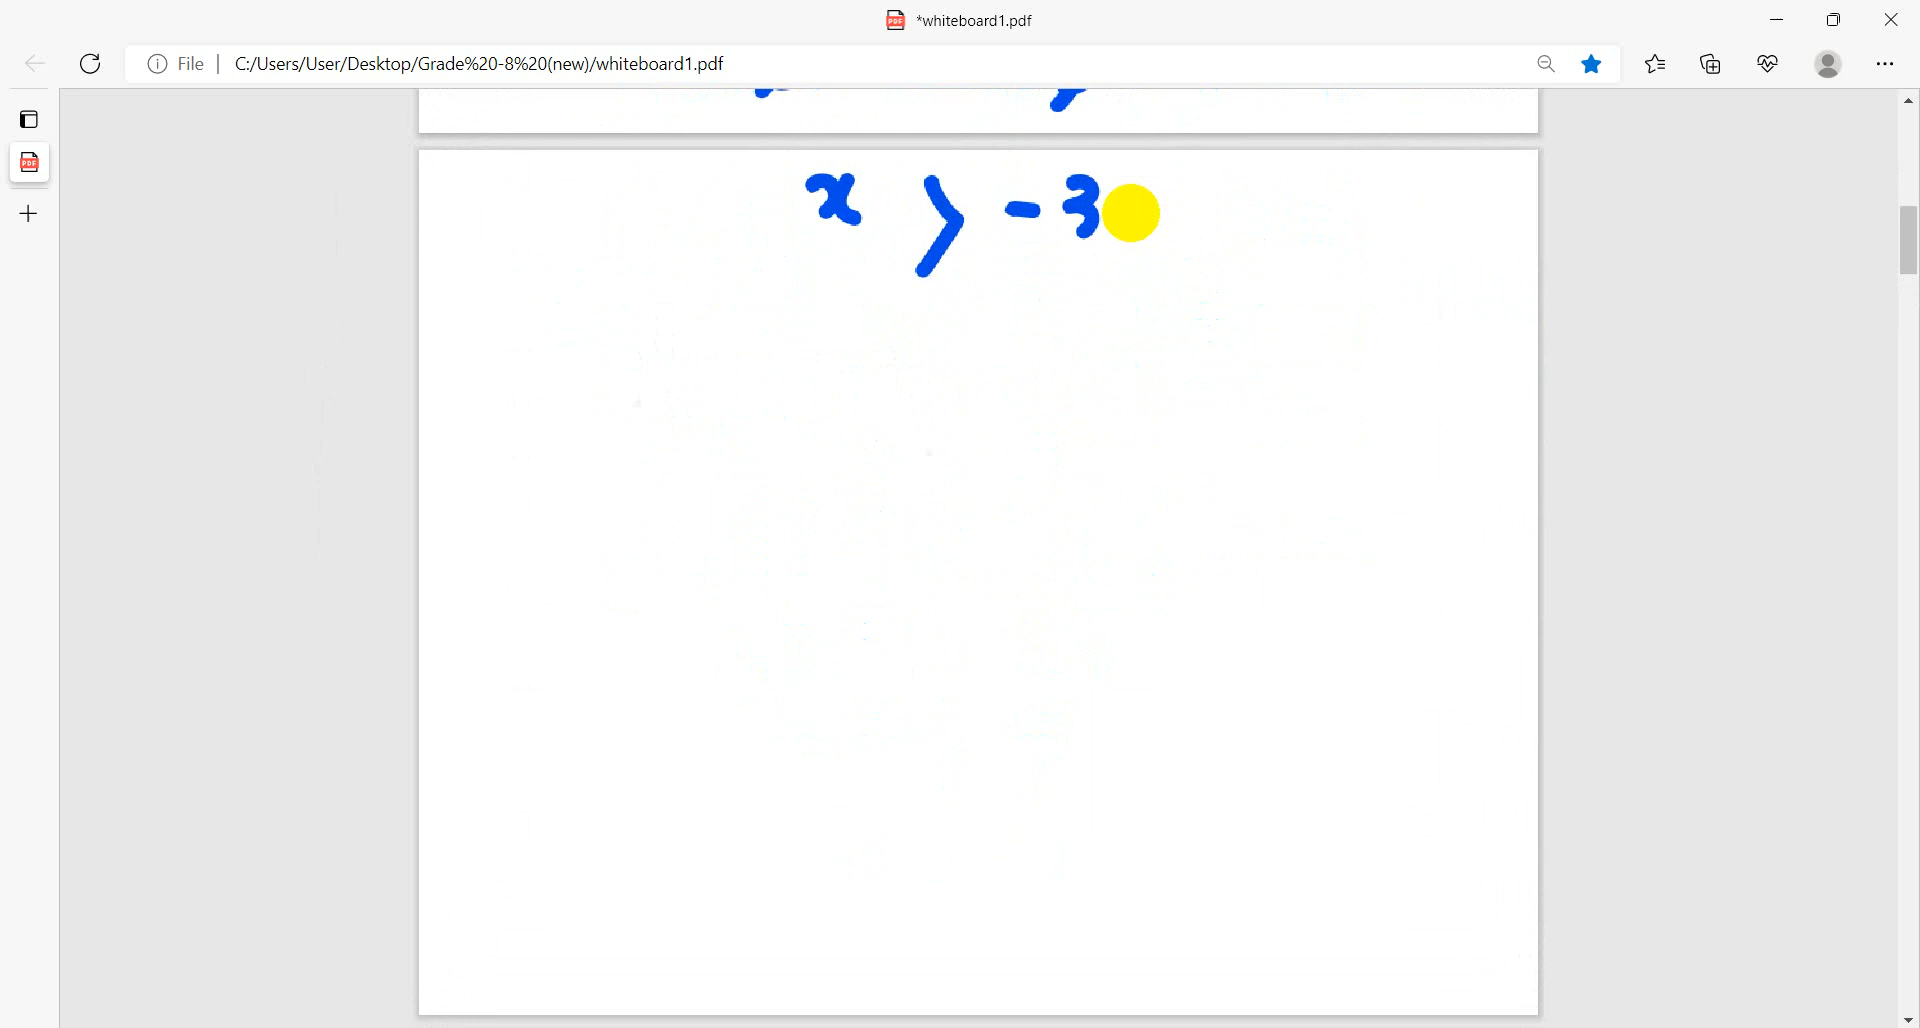 *whiteboard1.pdf
File | C:/Users/User/Desktop/Grade%20-8%20(new)/whiteboard1.pdf
x > -3